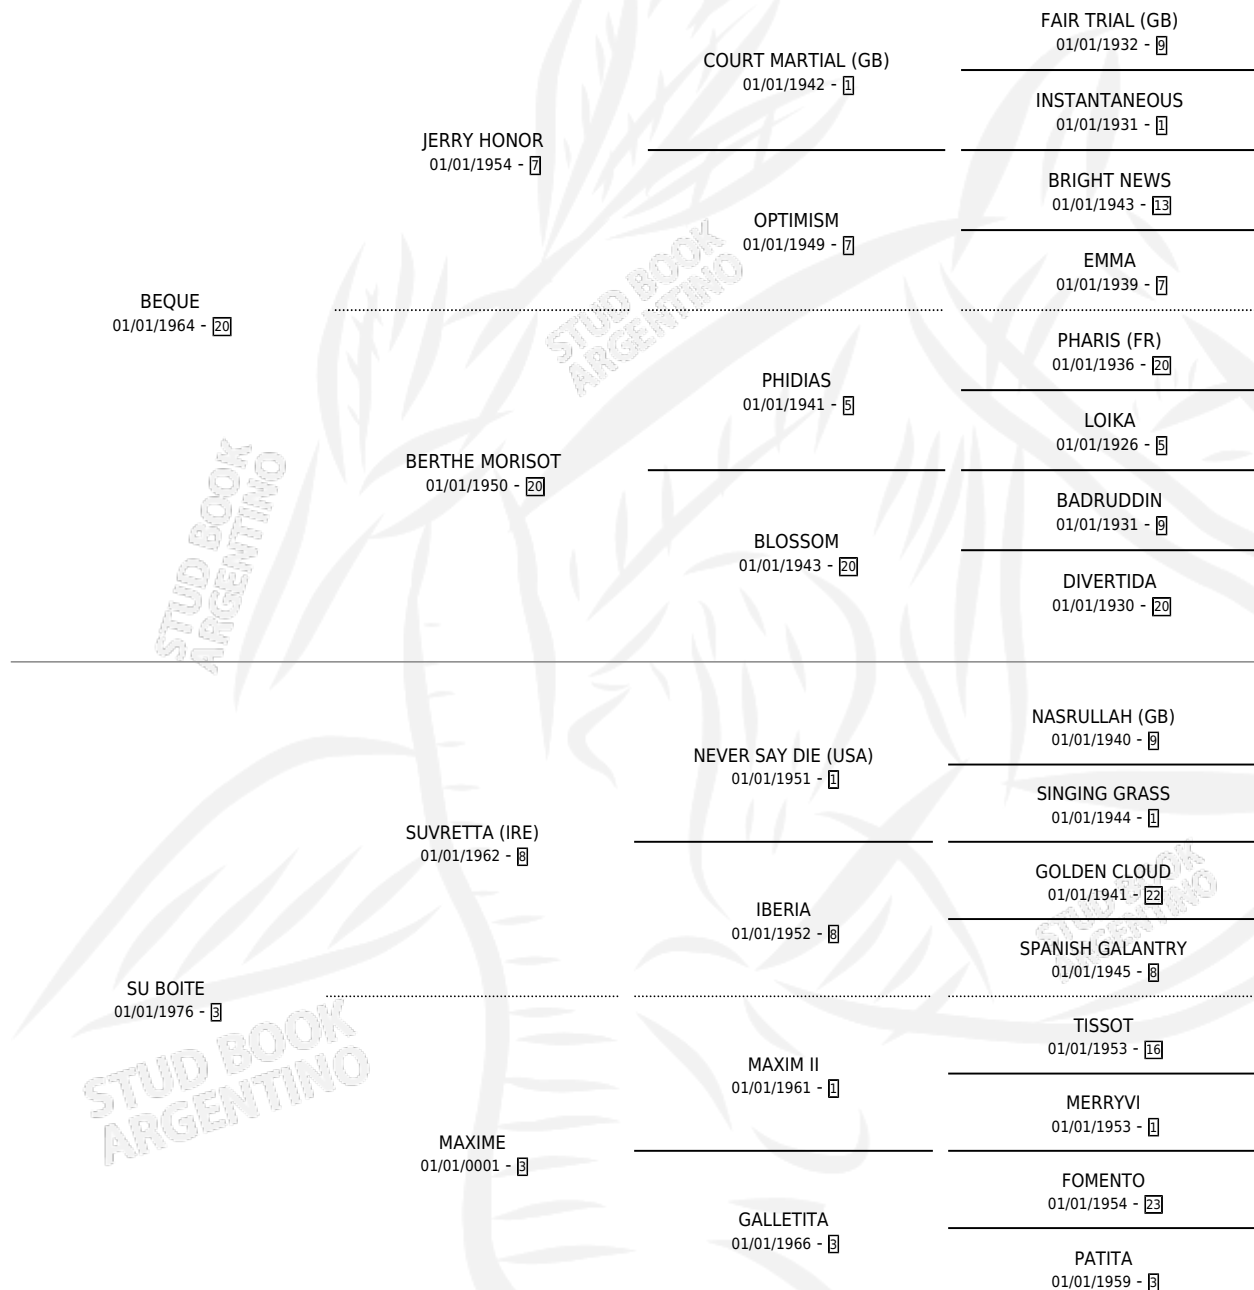 FAIR TRIAL (GB)
01/01/1932 - 9
COURT MARTIAL (GB)
01/01/1942 - 1
INSTANTANEOUS
01/01/1931 - 1
JERRY HONOR
01/01/1954 - 7
BRIGHT NEWS
01/01/1943 - 13
OPTIMISM
01/01/1949 - 7
EMMA
01/01/1939 - 7
BEQUE
01/01/1964 - 20
PHARIS (FR)
01/01/1936 - 20
PHIDIAS
01/01/1941 - 5
LOIKA
01/01/1926 - 5
BERTHE MORISOT
01/01/1950 - 20
BADRUDDIN
01/01/1931 - 9
BLOSSOM
01/01/1943 - 20
DIVERTIDA
01/01/1930 - 20
NASRULLAH (GB)
01/01/1940 - 9
NEVER SAY DIE (USA)
01/01/1951 - 1
SINGING GRASS
01/01/1944 - 1
SUVRETTA (IRE)
01/01/1962 - 8
GOLDEN CLOUD
01/01/1941 - 22
IBERIA
01/01/1952 - 8
SPANISH GALANTRY
01/01/1945 - 8
SU BOITE
01/01/1976 - 3
TISSOT
01/01/1953 - 16
MAXIM II
01/01/1961 - 1
MERRYVI
01/01/1953 - 1
MAXIME
01/01/0001 - 3
FOMENTO
01/01/1954 - 23
GALLETITA
01/01/1966 - 3
PATITA
01/01/1959 - 3
STUD BOOK
ARGENTINO
STUD BOOK
ARGENTINO
STUD BOOK
ARGENTINO
STUD BOOK
ARGENTINO